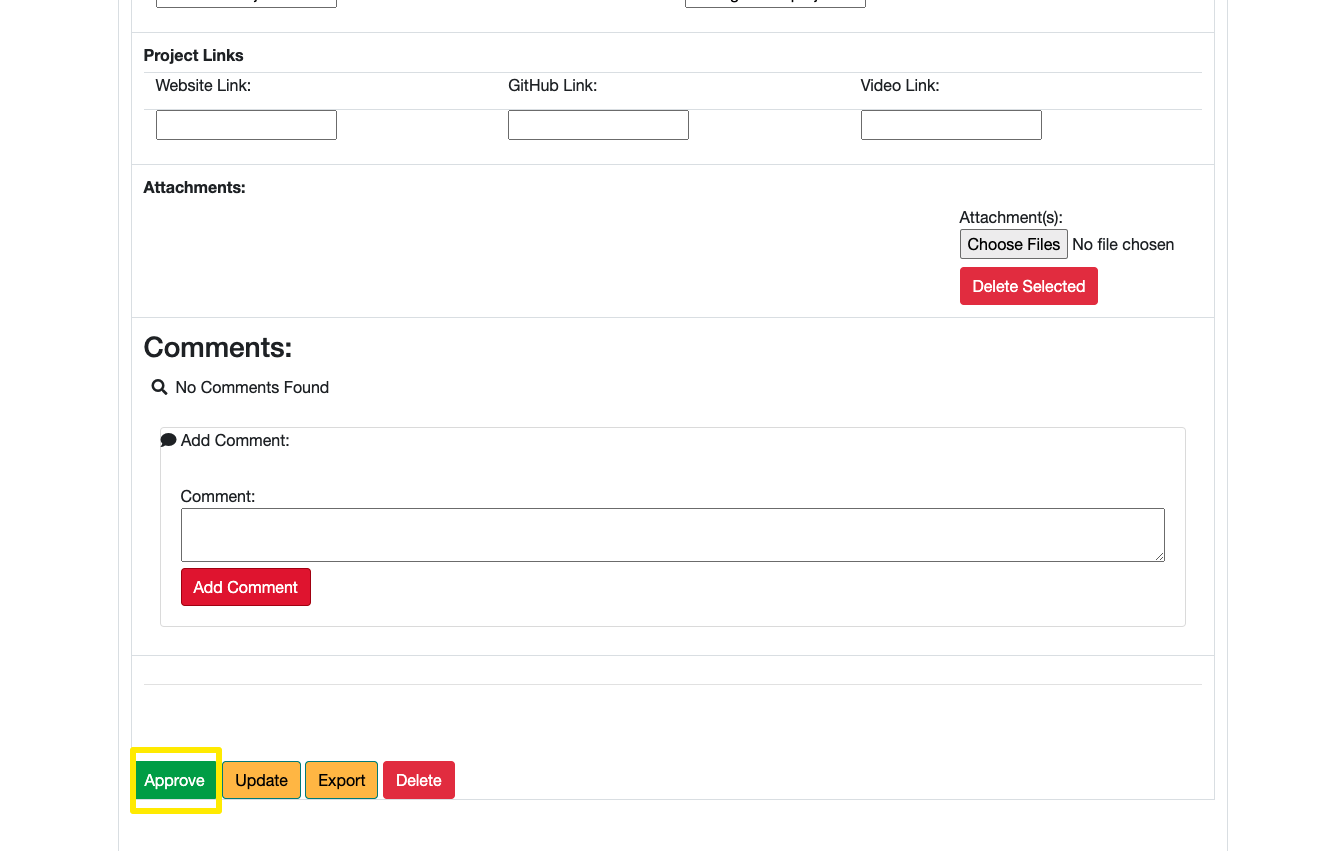 Project Links
Website Link: GitHub Link: Video Link:
Attachments:
Attachment(s):
Choose Files No file chosen
Delete Selected
Comments:
No Comments Found
Add Comment:
Comment:
Add Comment
Approve Update Export Delete